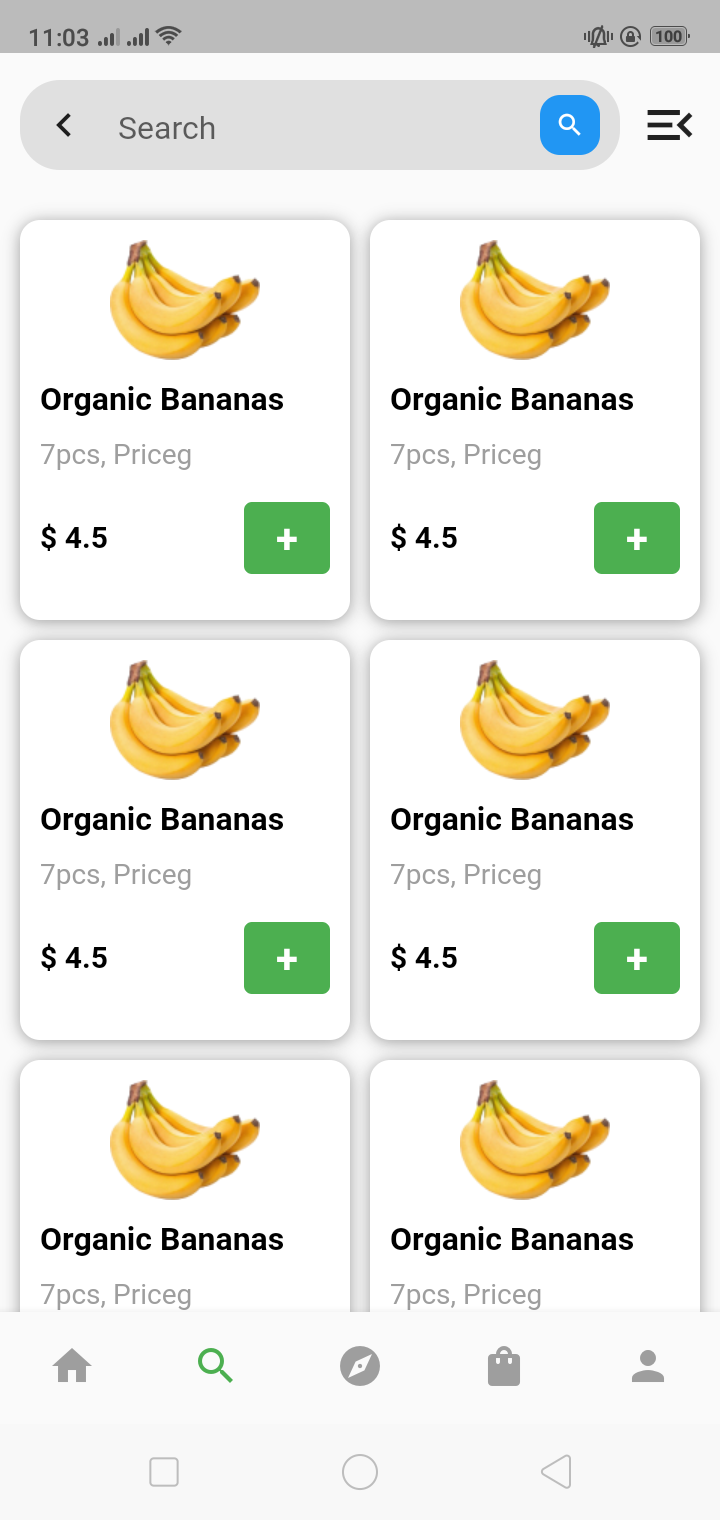 11:03
100
Search
Organic Bananas
7pcs, Priceg
$ 4.5
+
Organic Bananas
7pcs, Priceg
$ 4.5
+
Organic Bananas
7pcs, Priceg
$ 4.5
+
Organic Bananas
7pcs, Priceg
$ 4.5
+
Organic Bananas
7pcs, Priceg
Organic Bananas
7pcs, Priceg